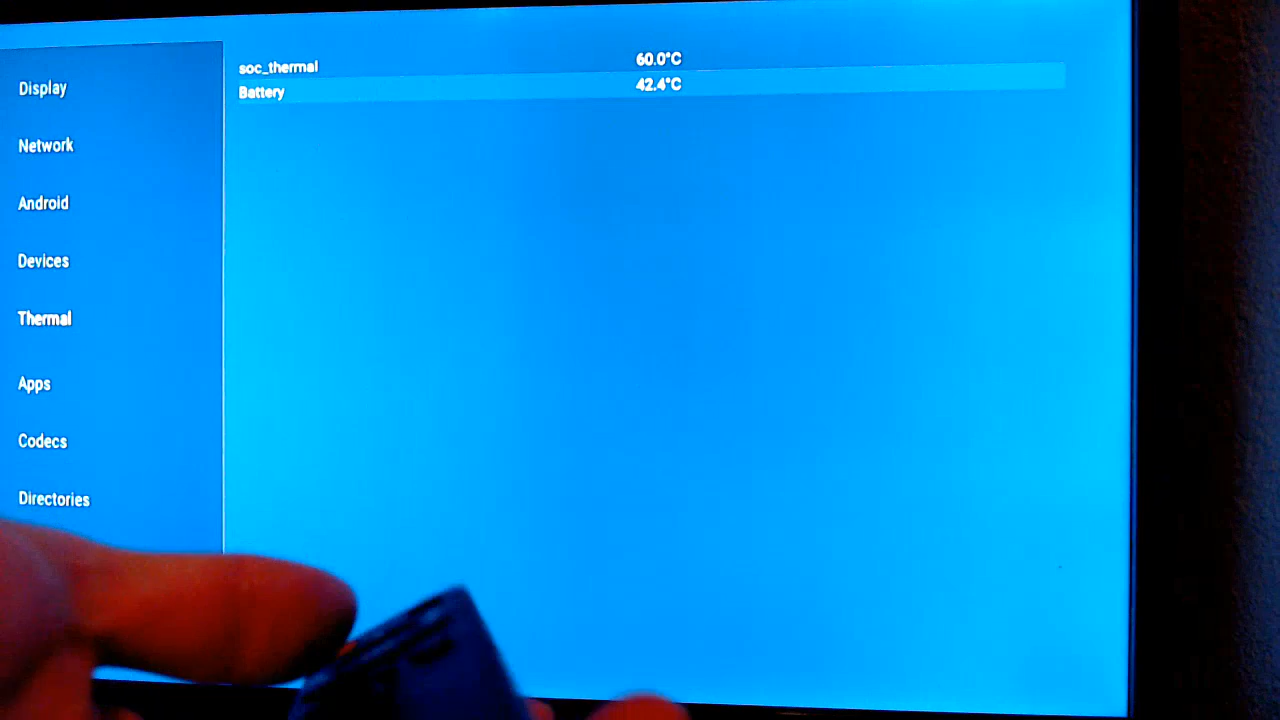 Display
Network
Android
Devices
Thermal
Apps
Codecs
Directories
soc_thermal 60.0°C
Battery 42.4°C